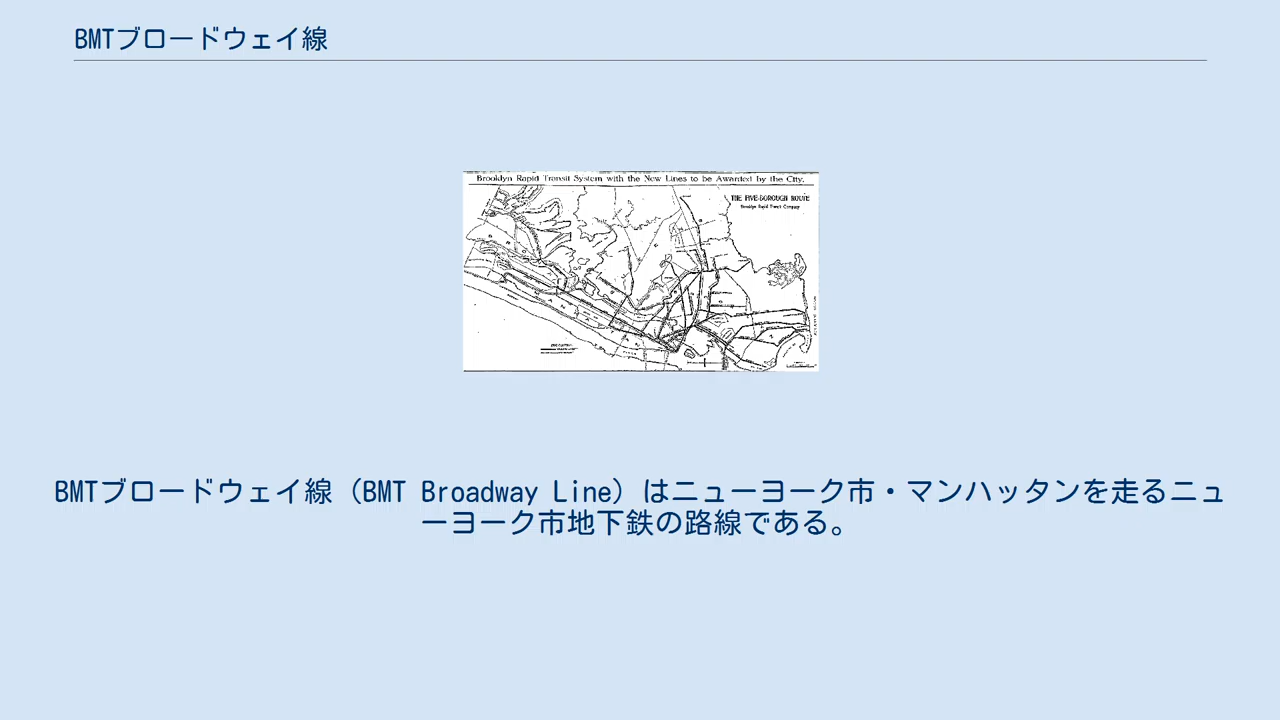 BMTブロードウェイ線
Brooklyn Rapid Transit System with the New Lines to be Awarded by the City.
THE FIVE-BOROUGH ROUTE
Brooklyn Rapid Transit Company
BMTブロードウェイ線（BMT Broadway Line）はニューヨーク市・マンハッタンを走るニュ
ーヨーク市地下鉄の路線である。